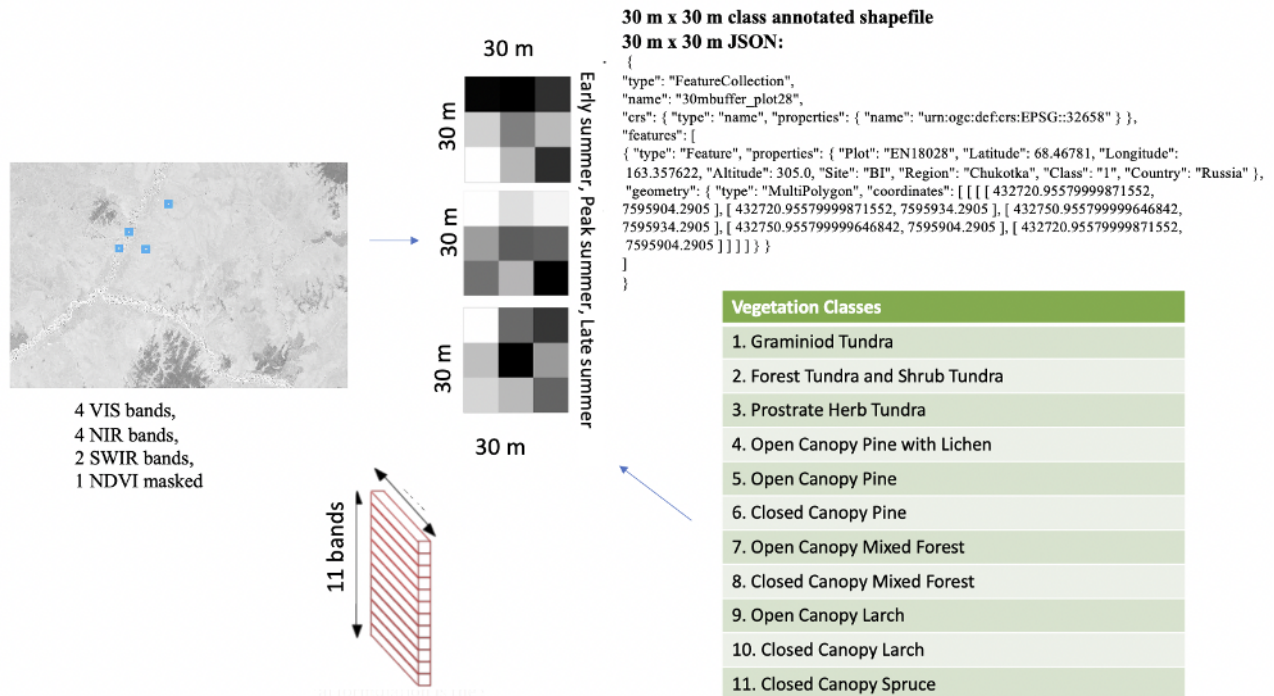 30 m x 30 m class annotated shapefile
30 m x 30 m JSON:
{
"type": "FeatureCollection",
"name": "30mbuffer_plot28",
"crs": { "type": "name", "properties": { "name": "urn:ogc:def:crs:EPSG::32658" } },
"features": [
{ "type": "Feature", "properties": { "Plot": "EN18028", "Latitude": 68.46781, "Longitude":
163.357622, "Altitude": 305.0, "Site": "BI", "Region": "Chukotka", "Class": "1", "Country": "Russia" },
"geometry": { "type": "MultiPolygon", "coordinates": [ [ [ [ 432720.95579999871552,
7595904.2905 ], [ 432720.95579999871552, 7595934.2905 ], [ 432750.95579999646842,
7595934.2905 ], [ 432750.955799999646842, 7595904.2905 ], [ 432720.95579999871552,
7595904.2905 ] ] ] ] } }
]
}
30 m
30 m
30 m
30 m
30 m
Early summer, Peak summer, Late summer
4 VIS bands,
4 NIR bands,
2 SWIR bands,
1 NDVI masked
11 bands
Vegetation Classes
1. Graminiod Tundra
2. Forest Tundra and Shrub Tundra
3. Prostrate Herb Tundra
4. Open Canopy Pine with Lichen
5. Open Canopy Pine
6. Closed Canopy Pine
7. Open Canopy Mixed Forest
8. Closed Canopy Mixed Forest
9. Open Canopy Larch
10. Closed Canopy Larch
11. Closed Canopy Spruce